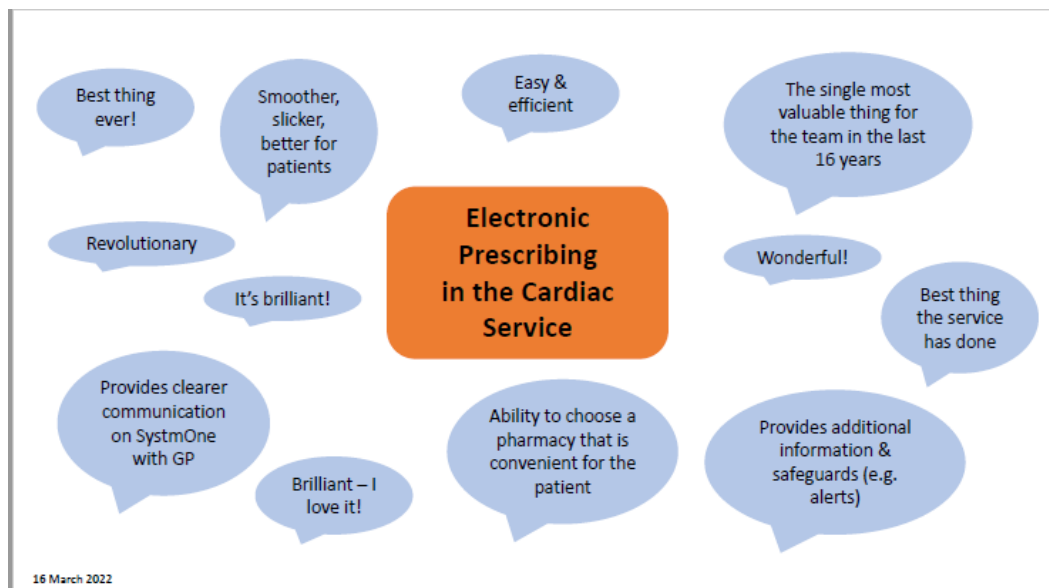 Best thing
ever!
Smoother,
slicker,
better for
patients
Easy &
efficient
The single most
valuable thing for
the team in the last
16 years
Revolutionary
It's brilliant!
Electronic
Prescribing
in the Cardiac
Service
Wonderful!
Best thing
the service
has done
Provides clearer
communication
on SystmOne
with GP
Brilliant – I
love it!
Ability to choose a
pharmacy that is
convenient for the
patient
Provides additional
information &
safeguards (e.g.
alerts)
16 March 2022